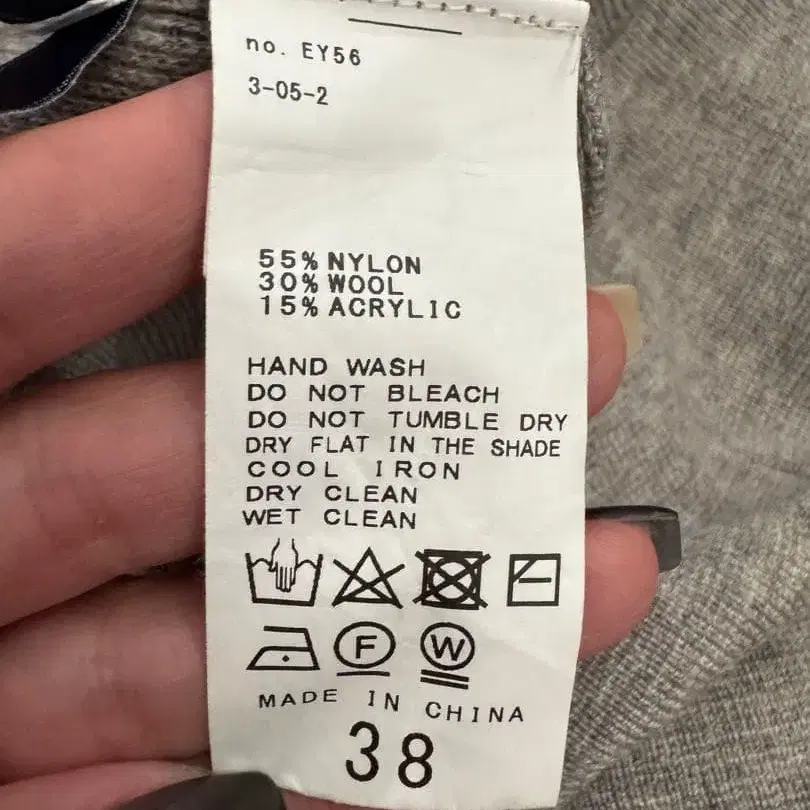 no. EY56
3-05-2
55% NYLON
30% WOOL
15% ACRYLIC
HAND WASH
DO NOT BLEACH
DO NOT TUMBLE DRY
DRY FLAT IN THE SHADE
COOL IRON
DRY CLEAN
WET CLEAN
F W
MADE IN CHINA
38